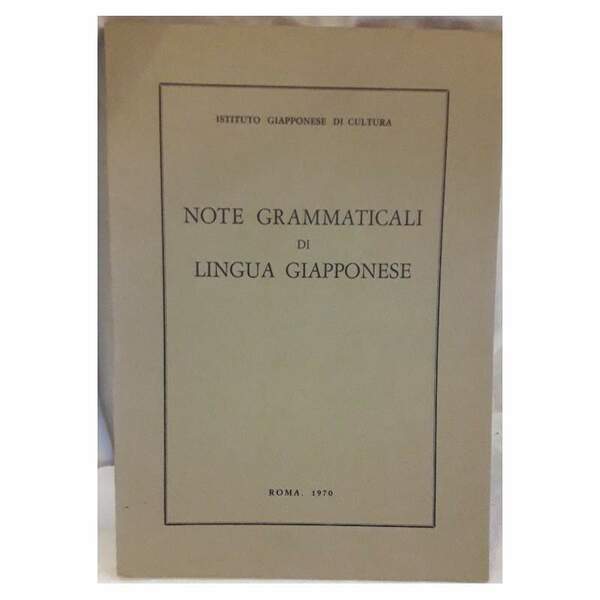 ISTITUTO GIAPPONESE DI CULTURA
NOTE GRAMMATICALI
DI
LINGUA GIAPPONESE
ROMA. 1970